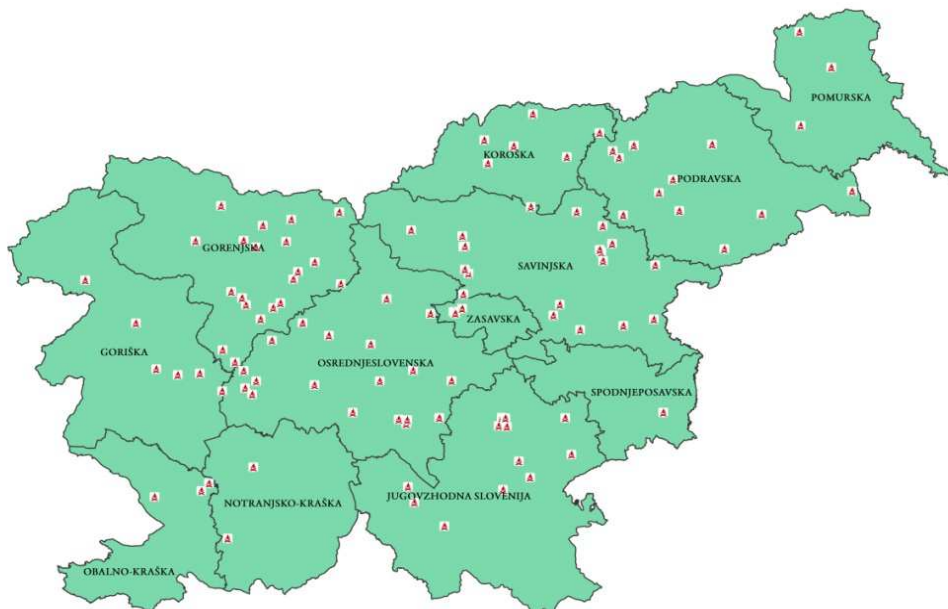 POMURSKA
KOROŠKA
PODRAVSKA
GORENJSKA
SAVINJSKA
ZASAVSKA
GORIŠKA
OSREDNJESLOVENSKA
SPODNJEPOSAVSKA
JUGOVZHODNA SLOVENIJA
NOTRANJSKO-KRAŠKA
OBALNO-KRAŠKA